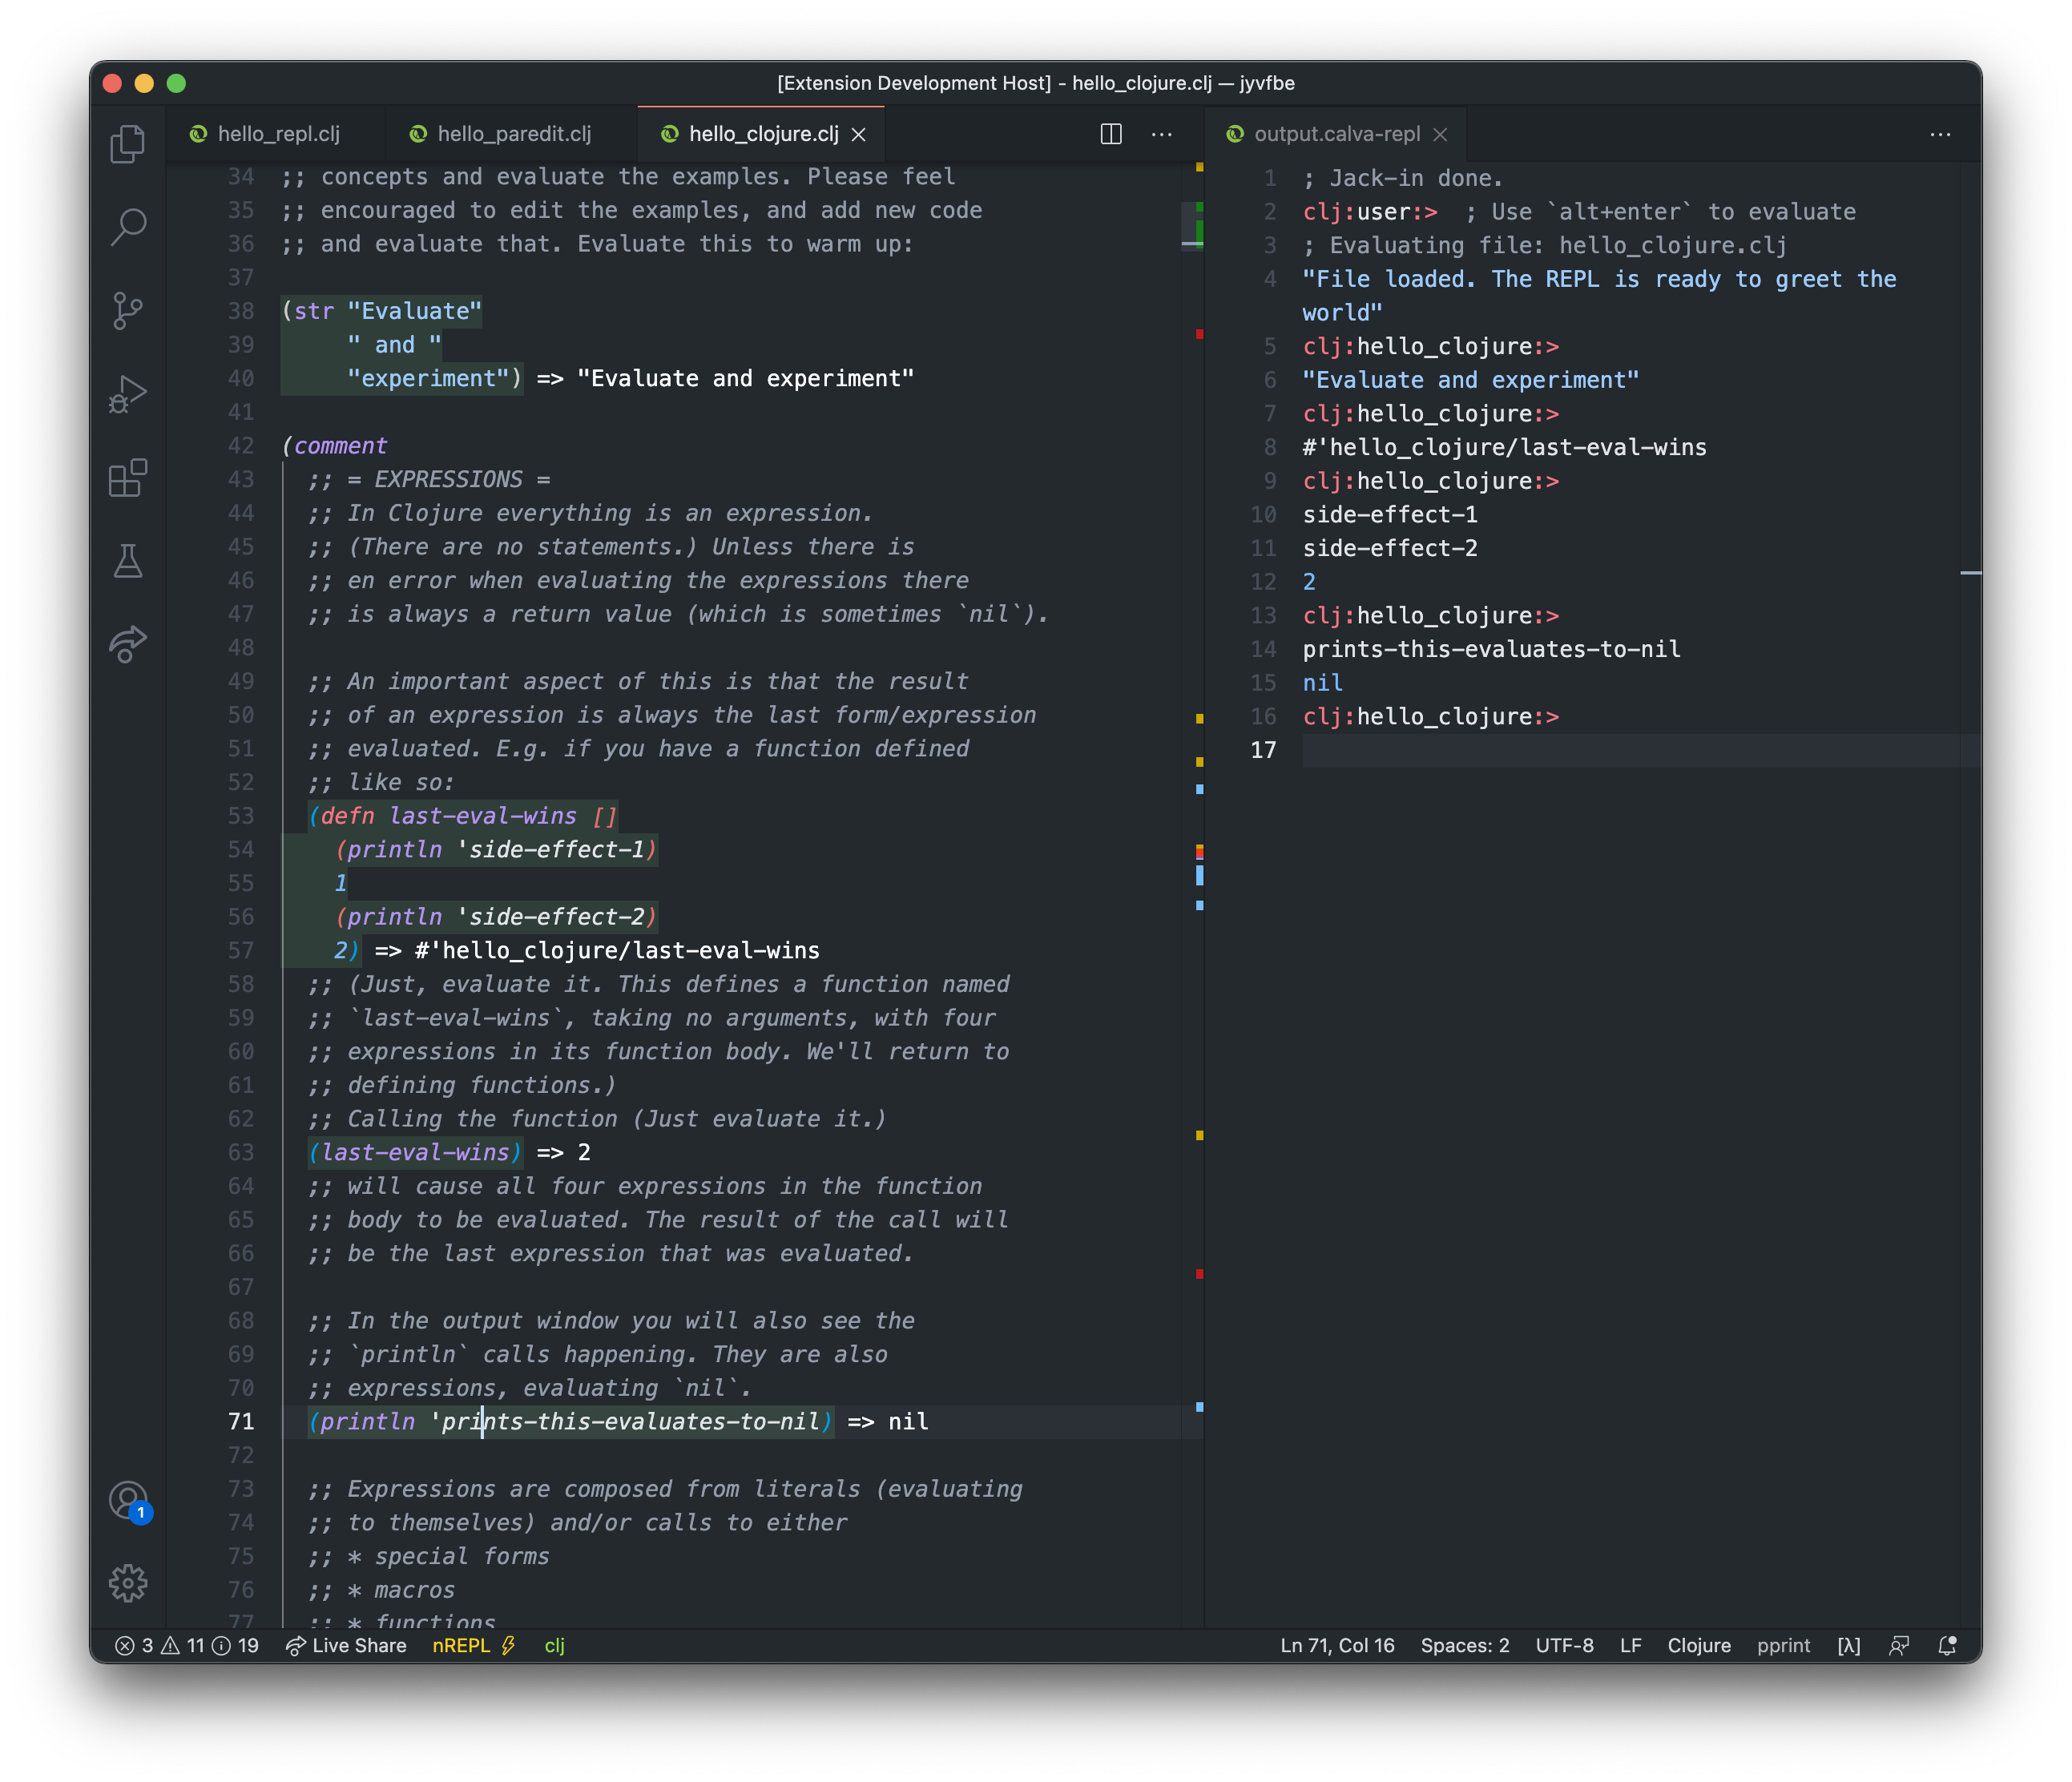 [Extension Development Host] - hello_clojure.clj — jyvfbe
hello_repl.clj
hello_paredit.clj
hello_clojure.clj
34 ;; concepts and evaluate the examples. Please feel
35 ;; encouraged to edit the examples, and add new code
36 ;; and evaluate that. Evaluate this to warm up:
37
38 (str "Evaluate"
39 " and "
40 "experiment") => "Evaluate and experiment"
41
42 (comment
43 ;; = EXPRESSIONS =
44 ;; In Clojure everything is an expression.
45 ;; (There are no statements.) Unless there is
46 ;; en error when evaluating the expressions there
47 ;; is always a return value (which is sometimes `nil`).
48
49 ;; An important aspect of this is that the result
50 ;; of an expression is always the last form/expression
51 ;; evaluated. E.g. if you have a function defined
52 ;; like so:
53 (defn last-eval-wins []
54 (println 'side-effect-1)
55 1
56 (println 'side-effect-2)
57 2) => #'hello_clojure/last-eval-wins
58 ;; (Just, evaluate it. This defines a function named
59 ;; `last-eval-wins`, taking no arguments, with four
60 ;; expressions in its function body. We'll return to
61 ;; defining functions.)
62 ;; Calling the function (Just evaluate it.)
63 (last-eval-wins) => 2
64 ;; will cause all four expressions in the function
65 ;; body to be evaluated. The result of the call will
66 ;; be the last expression that was evaluated.
67
68 ;; In the output window you will also see the
69 ;; `println` calls happening. They are also
70 ;; expressions, evaluating `nil`.
71 (println 'prints-this-evaluates-to-nil) => nil
72
73 ;; Expressions are composed from literals (evaluating
74 ;; to themselves) and/or calls to either
75 ;; * special forms
76 ;; * macros
77 ;; * functions
output.calva-repl
1 ; Jack-in done.
2 clj:user:> ; Use `alt+enter` to evaluate
3 ; Evaluating file: hello_clojure.clj
4 "File loaded. The REPL is ready to greet the
world"
5 clj:hello_clojure:>
6 "Evaluate and experiment"
7 clj:hello_clojure:>
8 #'hello_clojure/last-eval-wins
9 clj:hello_clojure:>
10 side-effect-1
11 side-effect-2
12 2
13 clj:hello_clojure:>
14 prints-this-evaluates-to-nil
15 nil
16 clj:hello_clojure:>
17
1
3 11 19 Live Share nREPL clj Ln 71, Col 16 Spaces: 2 UTF-8 LF Clojure pprint [λ]